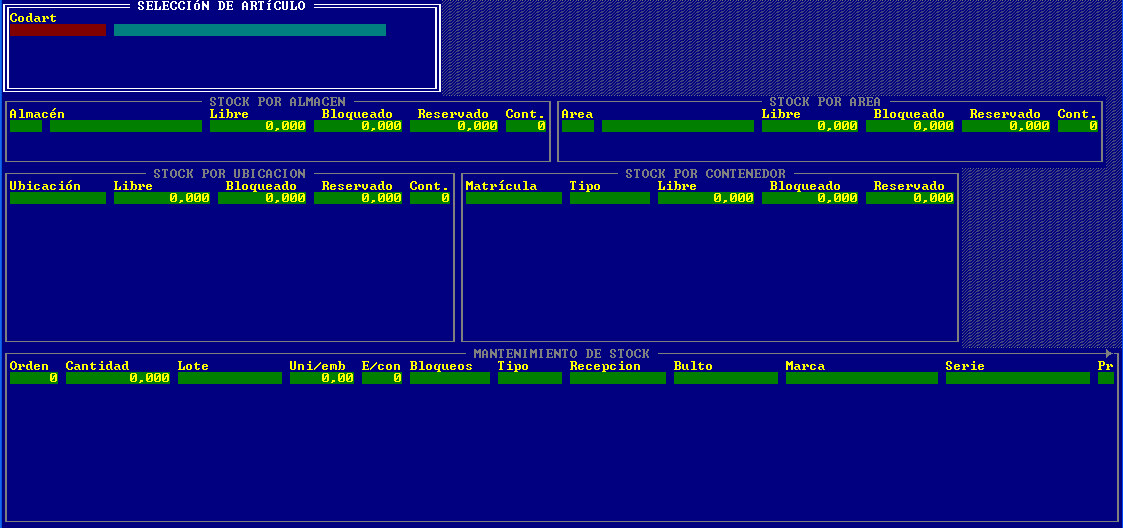 SELECCIÓN DE ARTÍCULO
Codart
STOCK POR ALMACEN
Almacén Libre Bloqueado Reservado Cont.
0,000 0,000 0,000 0
STOCK POR AREA
Area Libre Bloqueado Reservado Cont.
0,000 0,000 0,000 0
STOCK POR UBICACION
Ubicación Libre Bloqueado Reservado Cont.
0,000 0,000 0,000 0
STOCK POR CONTENEDOR
Matrícula Tipo Libre Bloqueado Reservado
0,000 0,000 0,000
MANTENIMIENTO DE STOCK
Orden Cantidad Lote Uni/emb E/con Bloqueos Tipo Recepcion Bulto Marca Serie Pr
0 0,000 0,00 0